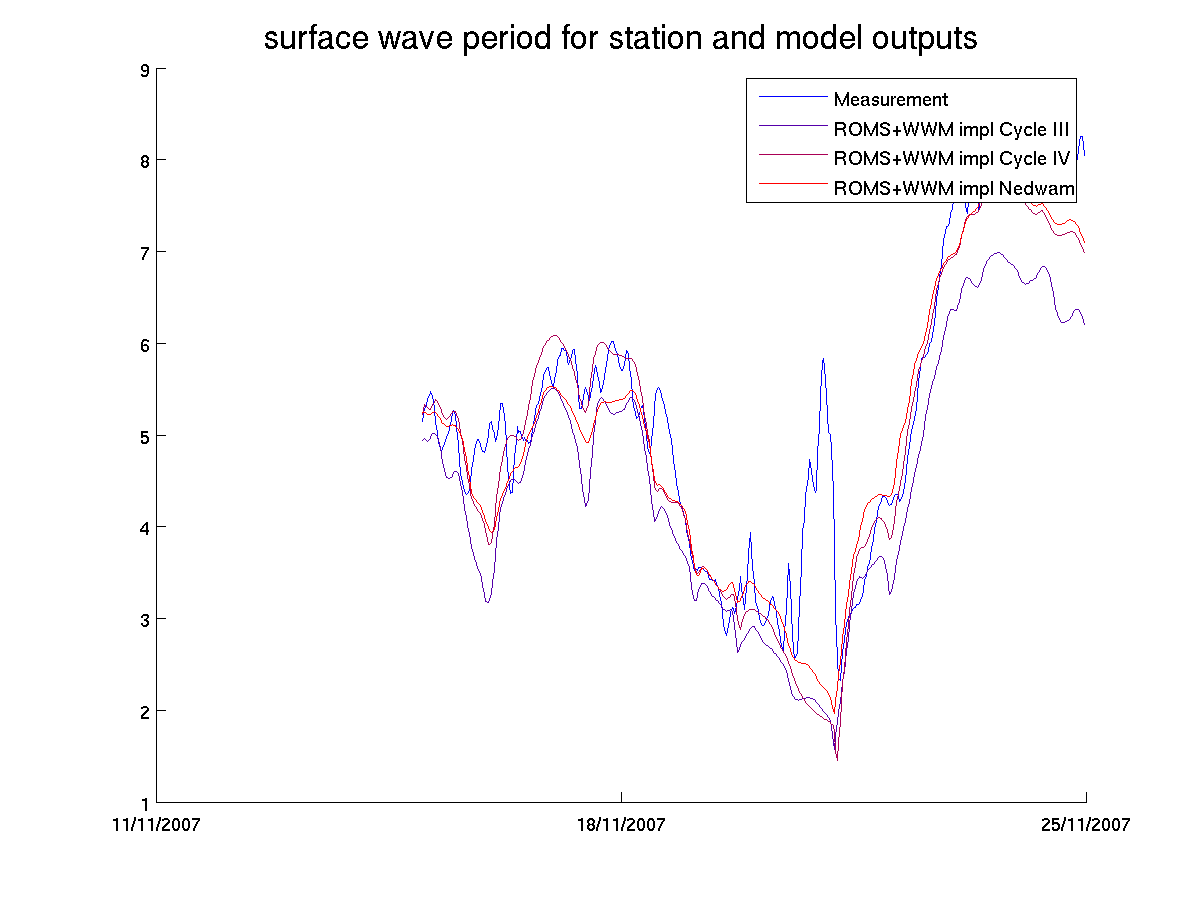 surface wave period for station and model outputs
9
Measurement
ROMS+WWM impl Cycle III
8
ROMS+WWM impl Cycle IV
ROMS+WWM impl Nedwam
7
6
5
4
3
2
1
11/11/2007 18/11/2007 25/11/2007